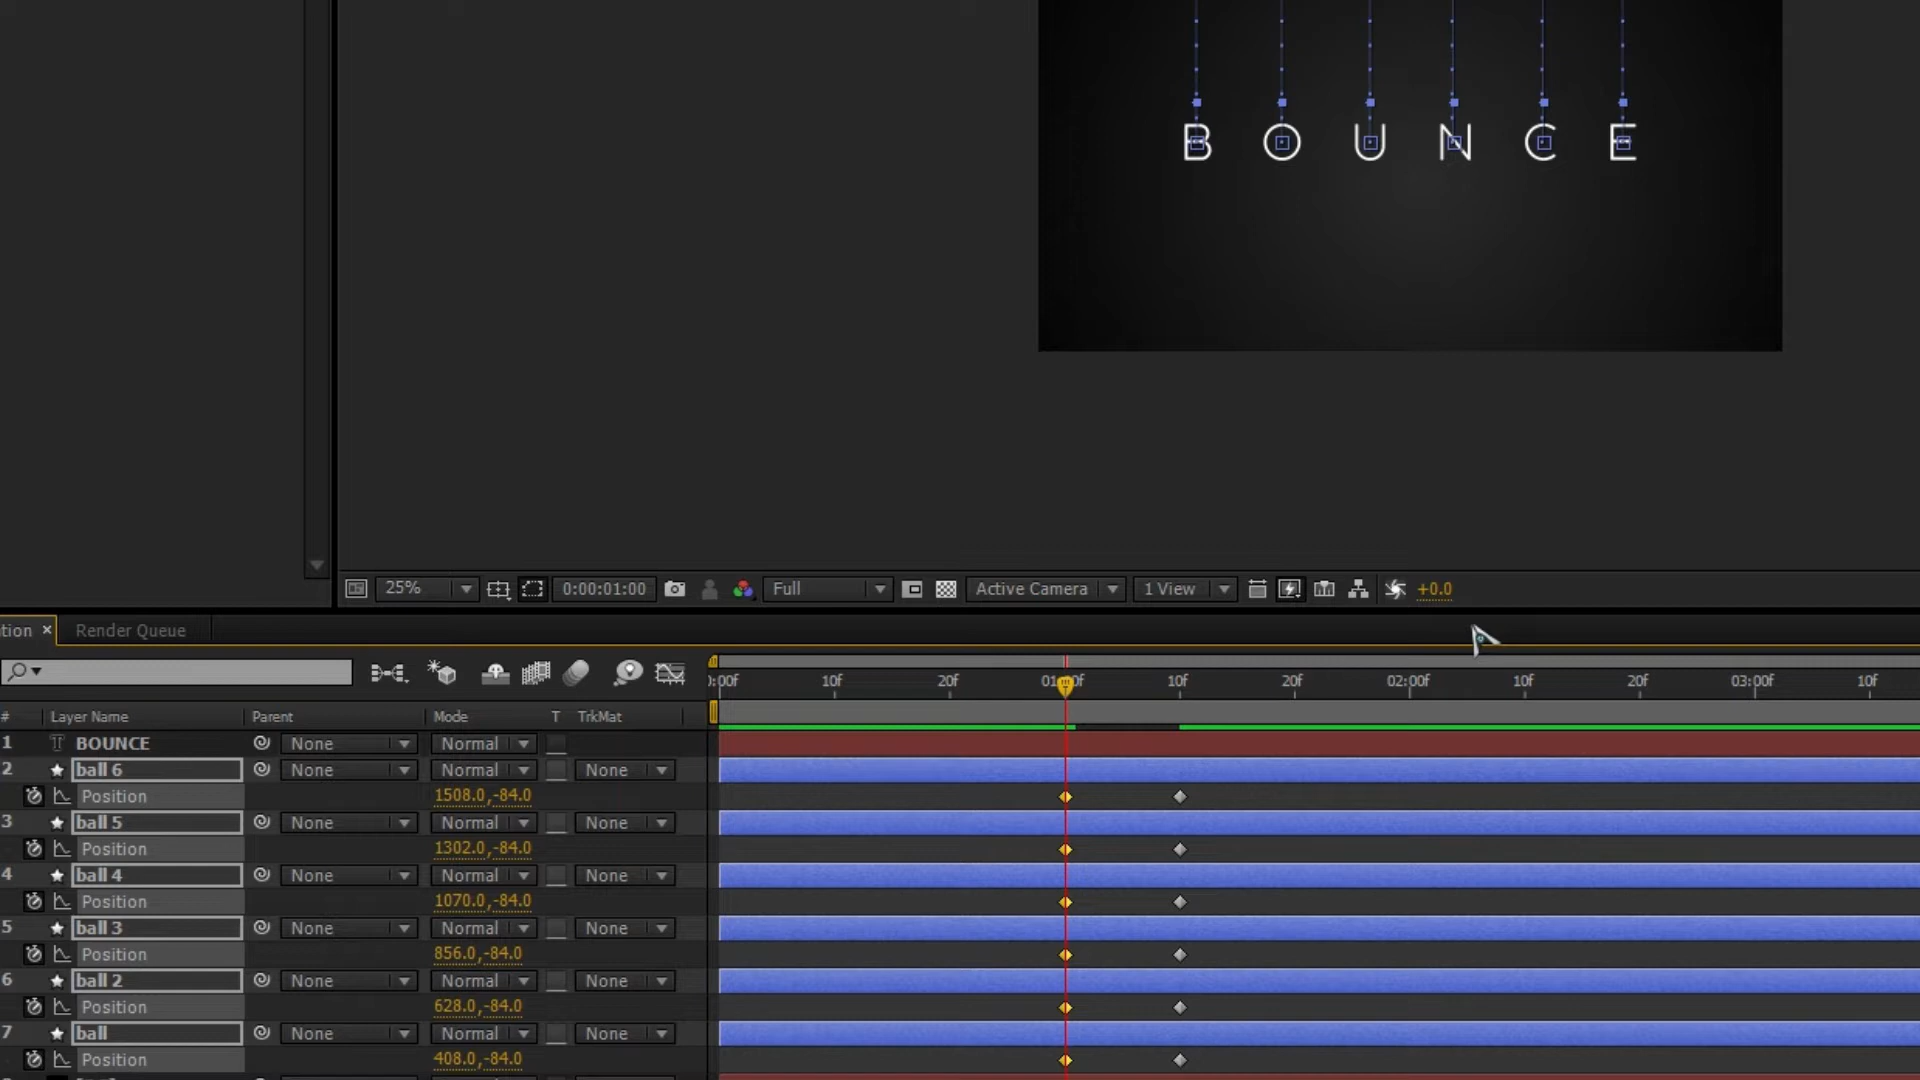 B O U N C E
25% 0:00:01:00 Full Active Camera 1 View +0.0
tion × Render Queue
10f 20f 10f 20f 02:00f 10f 20f 03:00f 10f
# Layer Name Parent Mode T TrkMat
1 T BOUNCE None Normal
2 ball 6 None Normal None
Position 1508.0,-84.0
3 ball 5 None Normal None
Position 1302.0,-84.0
4 ball 4 None Normal None
Position 1070.0,-84.0
5 ball 3 None Normal None
Position 856.0,-84.0
6 ball 2 None Normal None
Position 628.0,-84.0
7 ball None Normal None
Position 408.0,-84.0